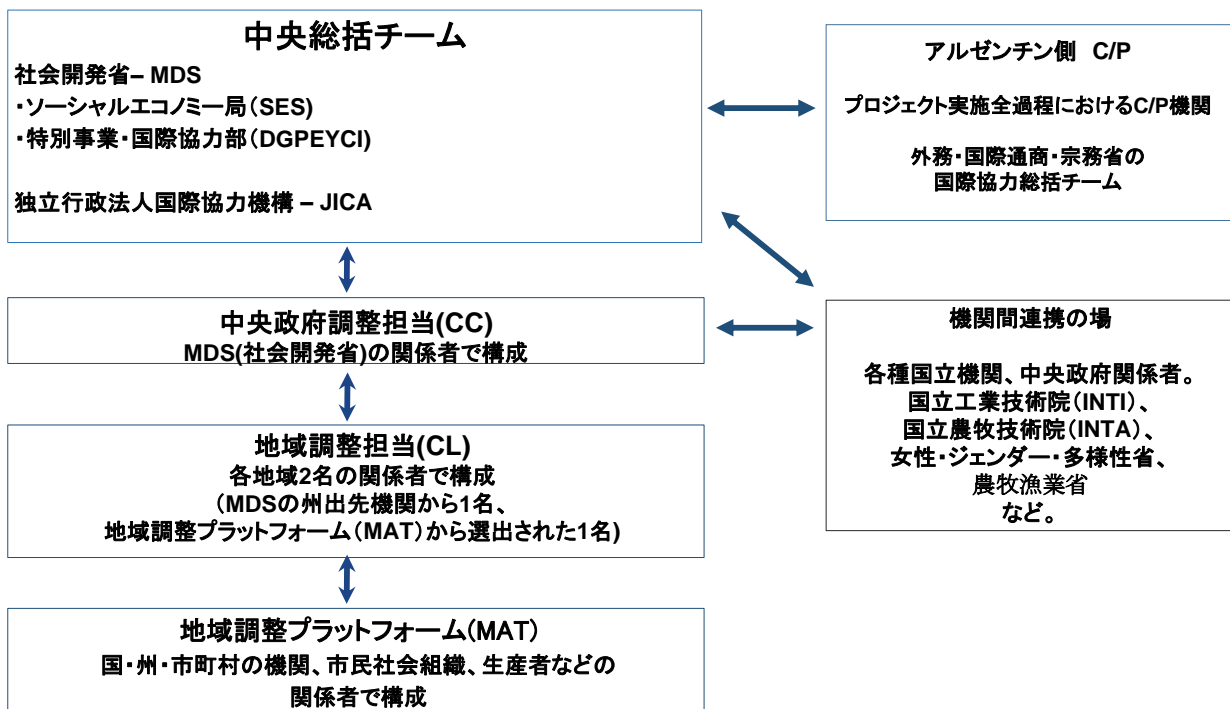 中央総括チーム
社会開発省– MDS
・ソーシャルエコノミー局(SES)
・特別事業・国際協力部(DGPEYCI)
独立行政法人国際協力機構 – JICA
アルゼンチン側 C/P
プロジェクト実施全過程におけるC/P機関
外務・国際通商・宗務省の
国際協力総括チーム
中央政府調整担当(CC)
MDS(社会開発省)の関係者で構成
機関間連携の場
各種国立機関、中央政府関係者。
国立工業技術院(INTI)、
国立農牧技術院(INTA)、
女性・ジェンダー・多様性省、
農牧漁業省
など。
地域調整担当(CL)
各地域2名の関係者で構成
(MDSの州出先機関から1名、
地域調整プラットフォーム(MAT)から選出された1名)
地域調整プラットフォーム(MAT)
国・州・市町村の機関、市民社会組織、生産者などの
関係者で構成